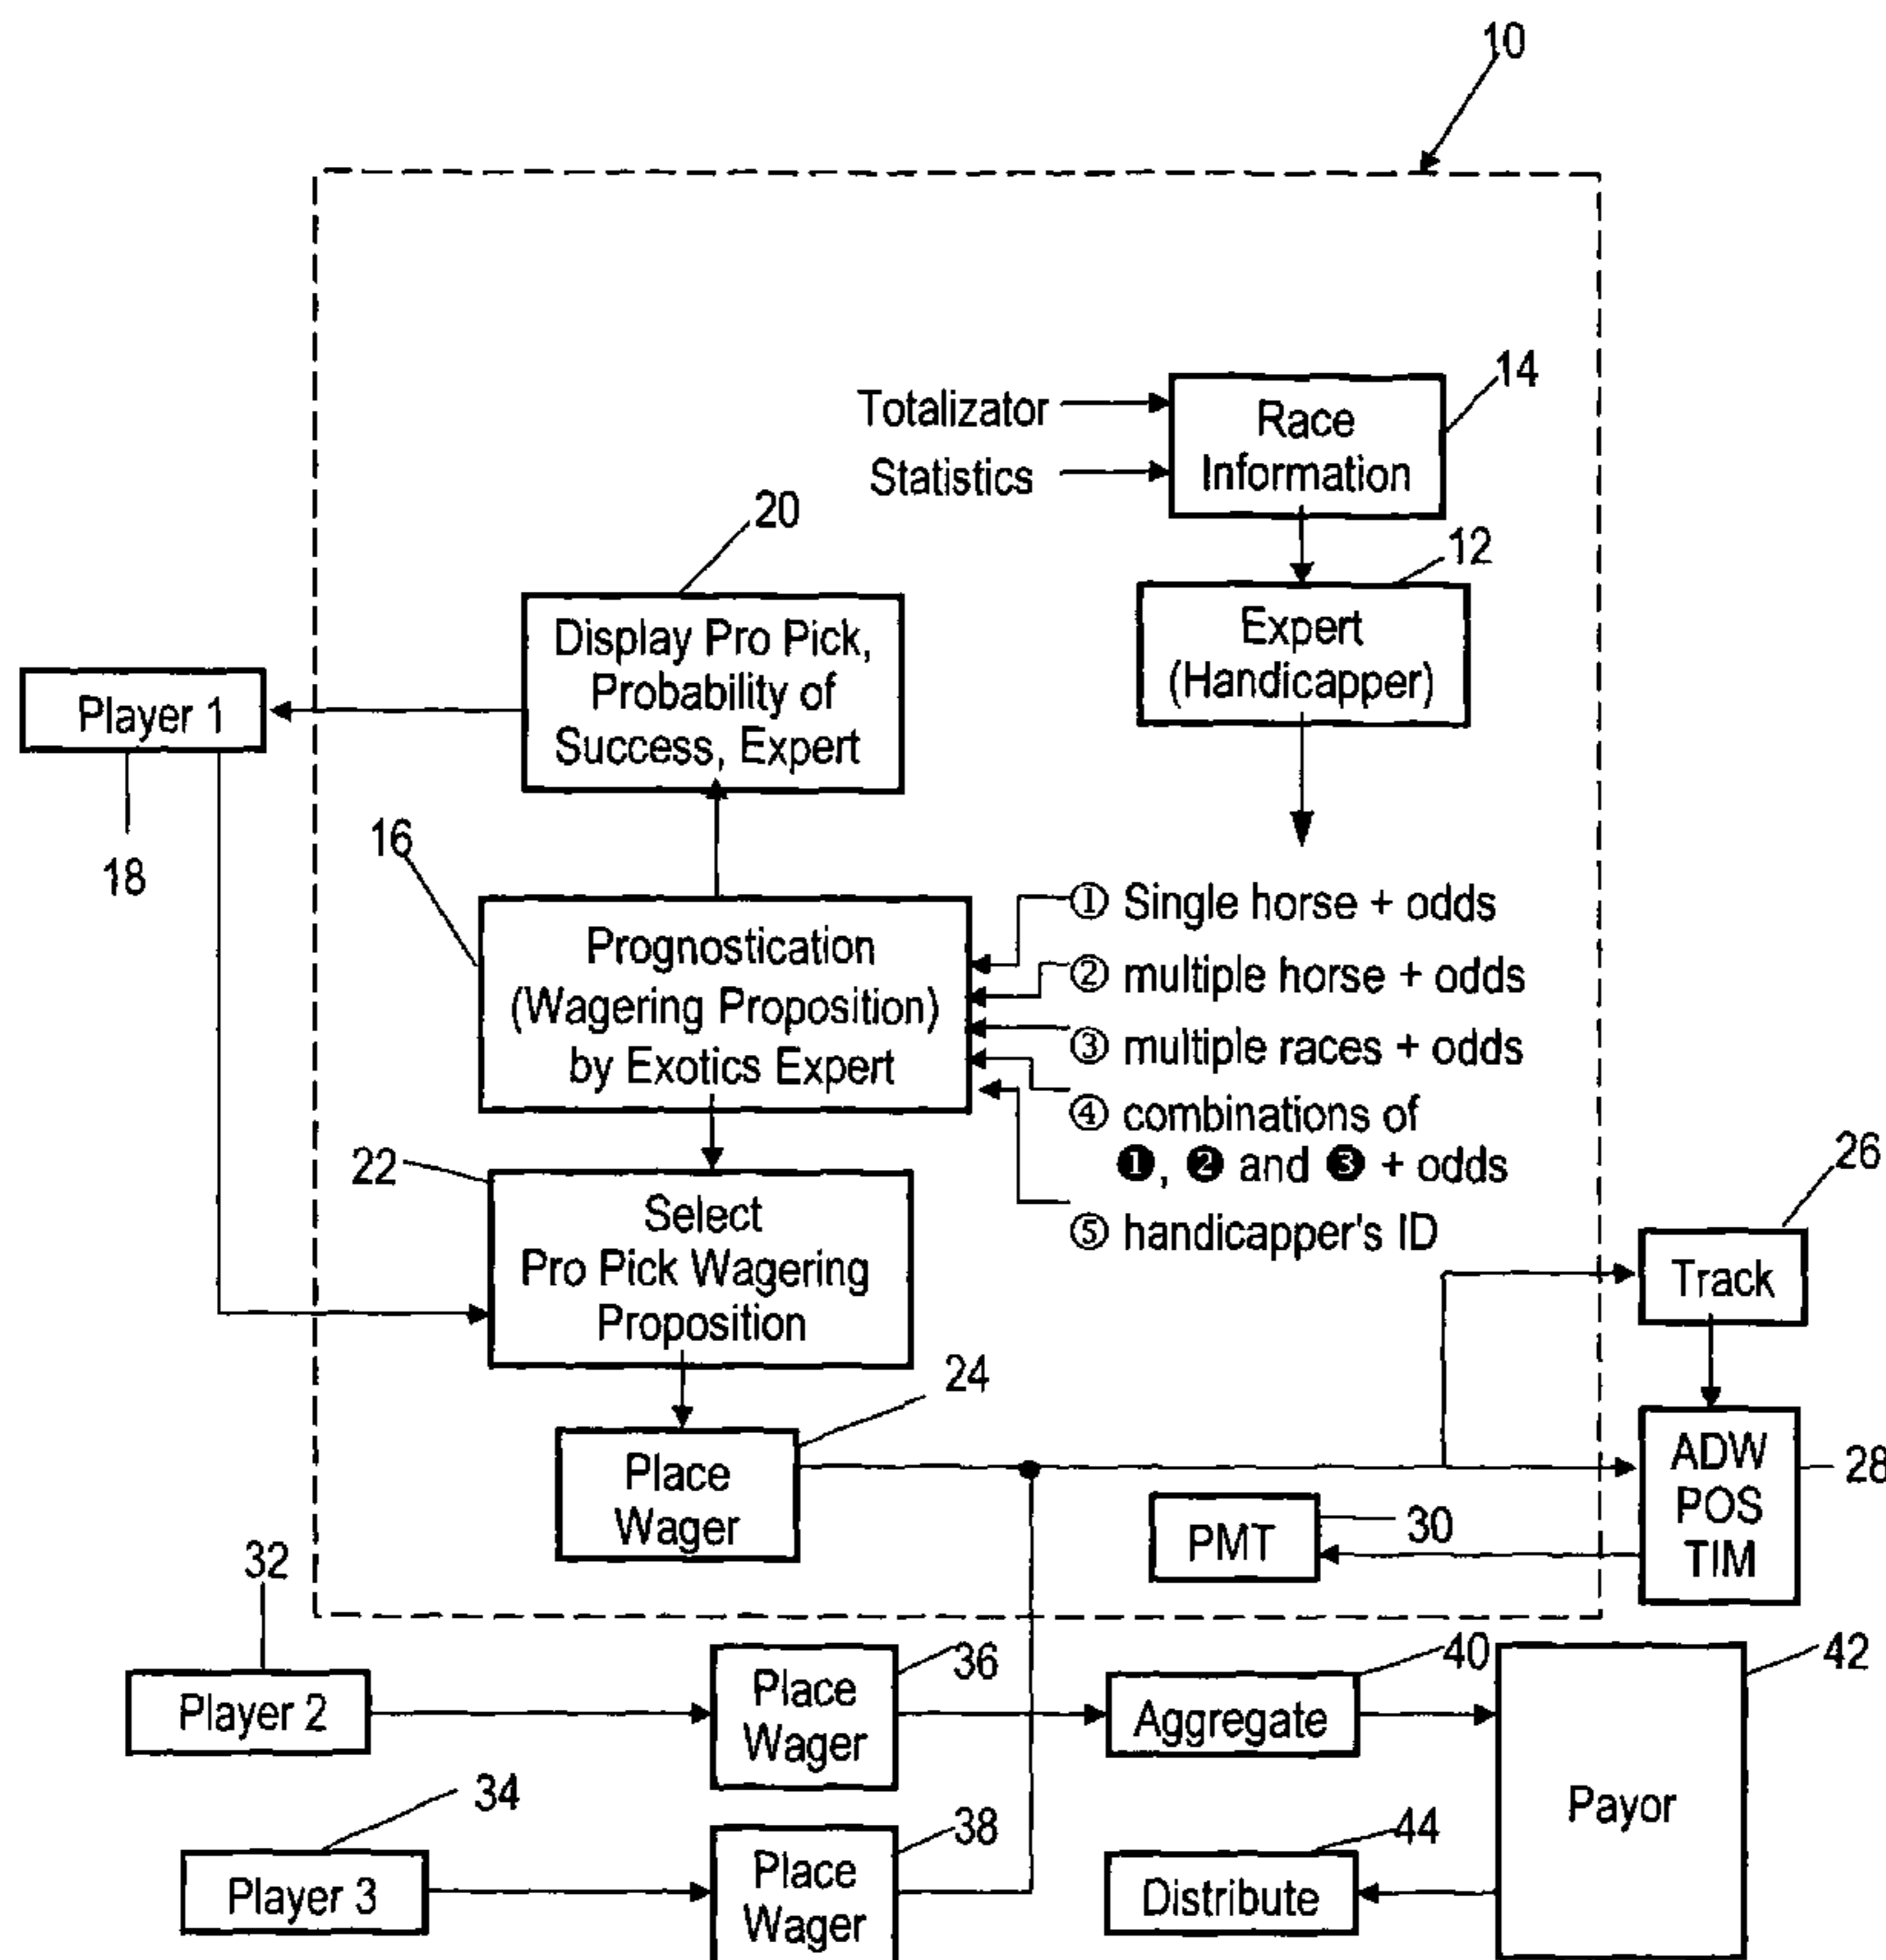 10
Totalizator
Statistics
Race
Information
14
12
Expert
(Handicapper)
20
Display Pro Pick,
Probability of
Success, Expert
Player 1
18
16
Prognostication
(Wagering Proposition)
by Exotics Expert
① Single horse + odds
② multiple horse + odds
③ multiple races + odds
④ combinations of
❶, ❷ and ❸ + odds
⑤ handicapper's ID
22
Select
Pro Pick Wagering
Proposition
24
Place
Wager
26
Track
ADW
POS
TIM
28
PMT
30
32
Player 2
Place
Wager
36
Aggregate
40
Payor
42
34
Player 3
Place
Wager
38
Distribute
44